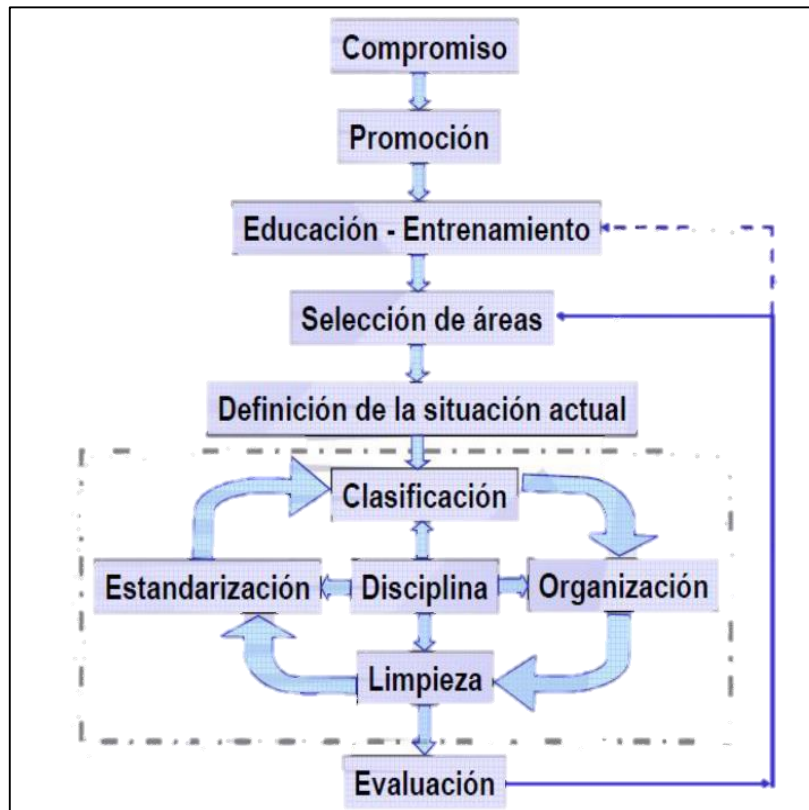 Compromiso
Promoción
Educación - Entrenamiento
Selección de áreas
Definición de la situación actual
Clasificación
Estandarización
Disciplina
Organización
Limpieza
Evaluación